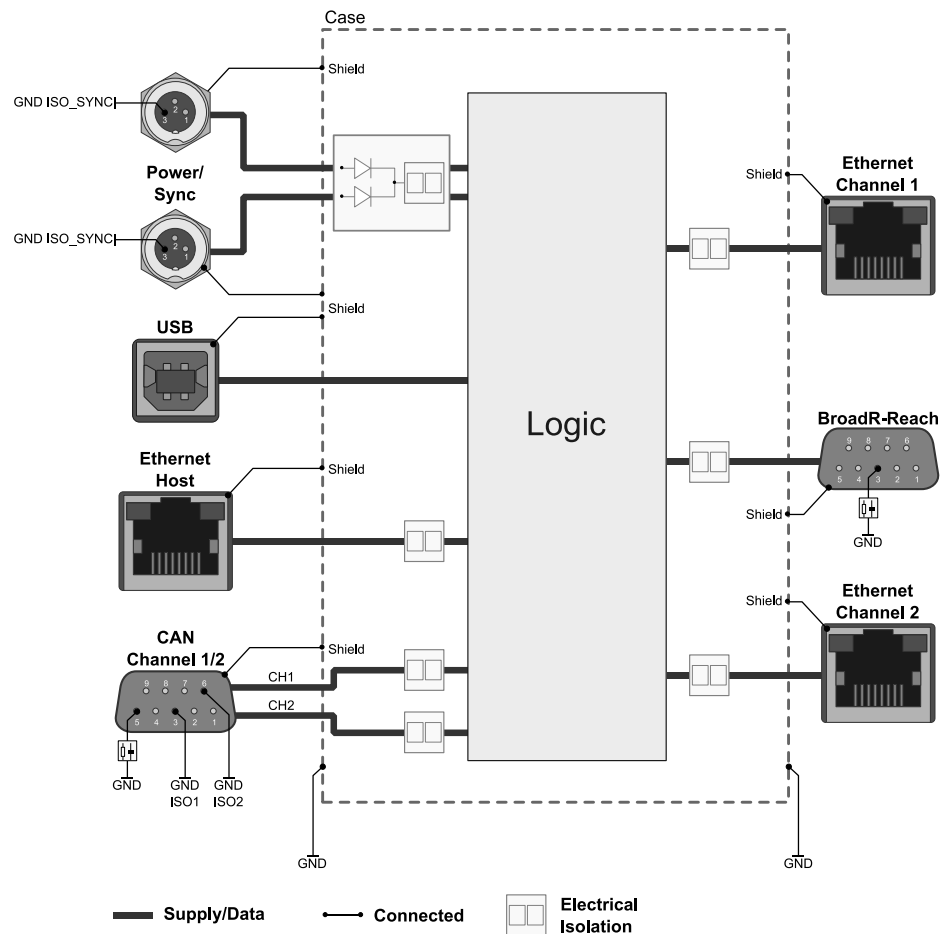 Case
Shield
GND ISO_SYNC
2
3
1
Power/
Sync
GND ISO_SYNC
2
3
1
Shield
USB
Ethernet
Host
Shield
CAN
Channel 1/2
Shield
9 8 7 6
5 4 3 2 1
CH1
CH2
GND
GND
ISO1
GND
ISO2
GND
Logic
Ethernet
Channel 1
Shield
BroadR-Reach
9 8 7 6
5 4 3 2 1
Shield
GND
Ethernet
Channel 2
Shield
GND
Supply/Data
Connected
Electrical
Isolation